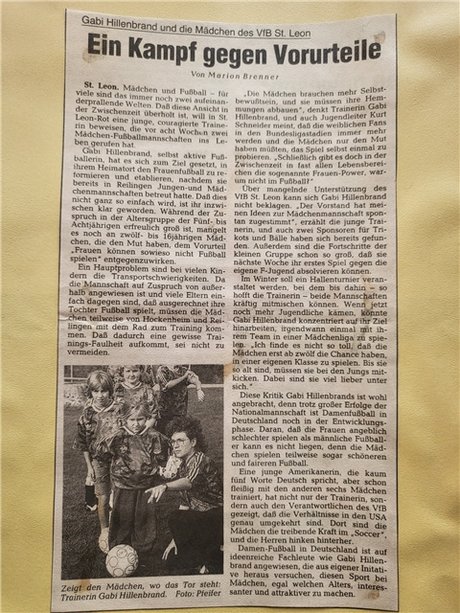 Gabi Hillenbrand und die Mädchen des VfB St. Leon
Ein Kampf gegen Vorurteile
Von Marion Brenner
St. Leon. Mädchen und Fußball – für
viele sind das immer noch zwei aufeinan-
derprallende Welten. Daß diese Ansicht in
der Zwischenzeit überholt ist, will in St.
Leon-Rot eine junge, couragierte Trainerin
beweisen, die vor acht Wochen zwei
Mädchen-Fußballmannschaften ins Le-
ben gerufen hat.
Gabi Hillenbrand, selbst aktive Fuß-
ballerin, hat es sich zum Ziel gesetzt, in
ihrem Heimatort den Frauenfußball zu re-
formieren und etablieren, nachdem sie
bereits in Reilingen Jungen-und Mäd-
chenmannschaften betreut hatte. Daß dies
nicht ganz so einfach wird, ist ihr inzwi-
schen klar geworden. Während der Zu-
spruch in der Altersgruppe der Fünf- bis
Achtjährigen erfreulich groß ist, mangelt
es noch an zwölf- bis 16jährigen Mäd-
chen, die den Mut haben, dem Vorurteil
„Frauen können sowieso nicht Fußball
spielen“ entgegenzuwirken.
Ein Hauptproblem sind bei vielen Kin-
dern die Transportschwierigkeiten. Da
die Mannschaft auf Zuspruch von außer-
halb angewiesen ist und viele Eltern ein-
fach dagegen sind, daß ausgerechnet ihre
Tochter Fußball spielt, müssen die Mäd-
chen teilweise von Hockenheim und Rei-
lingen mit dem Rad zum Training kom-
men. Daß dadurch eine gewisse Trai-
nings-Faulheit aufkommt, sei nicht zu
vermeiden.
Zeigt den Mädchen, wo das Tor steht:
Trainerin Gabi Hillenbrand. Foto: Pfeifer
„Die Mädchen brauchen mehr Selbst-
bewußtsein, und sie müssen ihre Hem-
mungen abbauen“, denkt Trainerin Gabi
Hillenbrand, und auch Jugendleiter Kurt
Schneider meint, daß die weiblichen Fans
in den Bundesligastadien immer mehr
werden und die Mädchen nur den Mut
haben müßten, das Spiel selbst einmal zu
probieren. „Schließlich gibt es doch in der
Zwischenzeit in fast allen Lebensberei-
chen die sogenannte Frauen-Power, war-
um nicht im Fußball?“
Über mangelnde Unterstützung des
VfB St. Leon kann sich Gabi Hillenbrand
nicht beklagen. „Der Vorstand hat mei-
nen Ideen zur Mädchenmannschaft spon-
tan zugestimmt“, erzählt die junge Traine-
rin, und auch zwei Sponsoren für Tri-
kots und Bälle haben sich bereits gefun-
den. Außerdem sind die Fortschritte der
kleinen Gruppe schon so groß, daß sie
nächste Woche ihr erstes Spiel gegen die
eigene F-Jugend absolvieren können.
Im Winter soll ein Hallenturnier veran-
staltet werden, bei dem bis dahin – so
hofft die Trainerin – beide Mannschaften
kräftig mitmischen können. Wenn jetzt
noch mehr Jugendliche kämen, könnte
Gabi Hillenbrand konzentriert auf ihr Ziel
hinarbeiten, irgendwann einmal mit ih-
rem Team in einer Mädchenliga zu spie-
len. „Ich finde es nicht so toll, daß die
Mädchen erst ab zwölf die Chance haben,
in einer eigenen Klasse zu spielen. Bis sie
so alt sind, müssen sie bei den Jungs mit-
kicken. Dabei sind sie viel lieber unter
sich.“
Diese Kritik Gabi Hillenbrands ist wohl
angebracht, denn trotz großer Erfolge der
Nationalmannschaft ist Damenfußball in
Deutschland noch in der Entwicklungs-
phase. Daran, daß die Frauen angeblich
schlechter spielen als männliche Fußball-
er kann es nicht liegen, denn die Mäd-
chen spielen teilweise sogar schöneren
und faireren Fußball.
Eine junge Amerikanerin, die kaum
fünf Worte Deutsch spricht, aber schon
fleißig mit den anderen sechs Mädchen
trainiert, hat nicht nur der Trainerin, son-
dern auch den Verantwortlichen des VfB
gezeigt, daß die Verhältnisse in den USA
genau umgekehrt sind. Dort sind die
Mädchen die treibende Kraft im „Soccer“,
und die Herren hinken hinterher.
Damen-Fußball in Deutschland ist auf
ideenreiche Fachleute wie Gabi Hillen-
brand angewiesen, die aus eigener Initati-
ve heraus versuchen, diesen Sport bei
Mädchen, egal welchen Alters, interes-
santer und attraktiver zu machen.